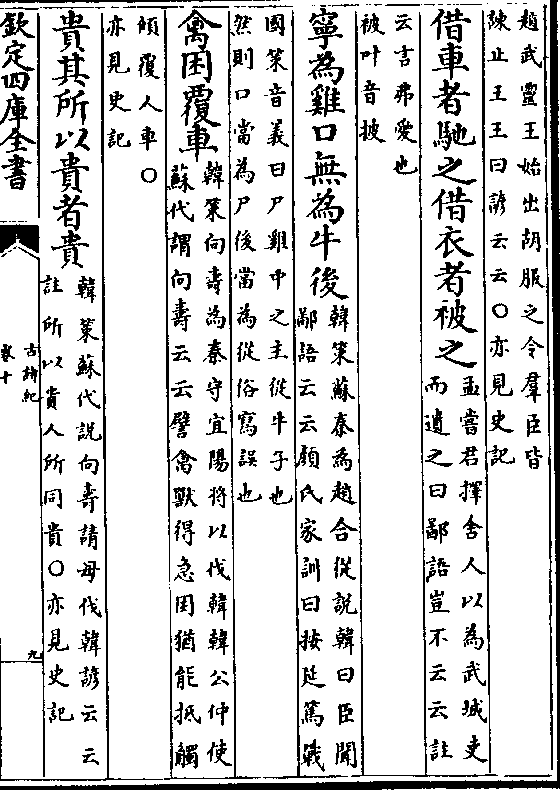 趙武靈王始出胡服之令羣臣皆
陳止王王曰諺云云○亦見史記
借車者馳之借衣者被之
孟嘗君擇舍人以為武城吏
而遺之曰鄙語豈不云云註
云言弗愛也
被叶音披
寧為雞口無為牛後
韓策蘇秦為趙合從說韓曰臣聞
鄙語云云顔氏家訓曰按延篤戰
國策音義曰尸雞中之主從牛子也
然則口當為尸後當為從俗寫誤也
禽困覆車
韓策向壽為秦守宜陽將以伐韓韓公仲使
蘇代謂向壽云云譬禽獸得急困猶能抵觸
傾覆人車○
亦見史記
貴其所以貴者貴
韓策蘇代說向壽請毋伐韓諺云云
註所以貴人所同貴○亦見史記
欽定四庫全書
古詩紀
卷十
九